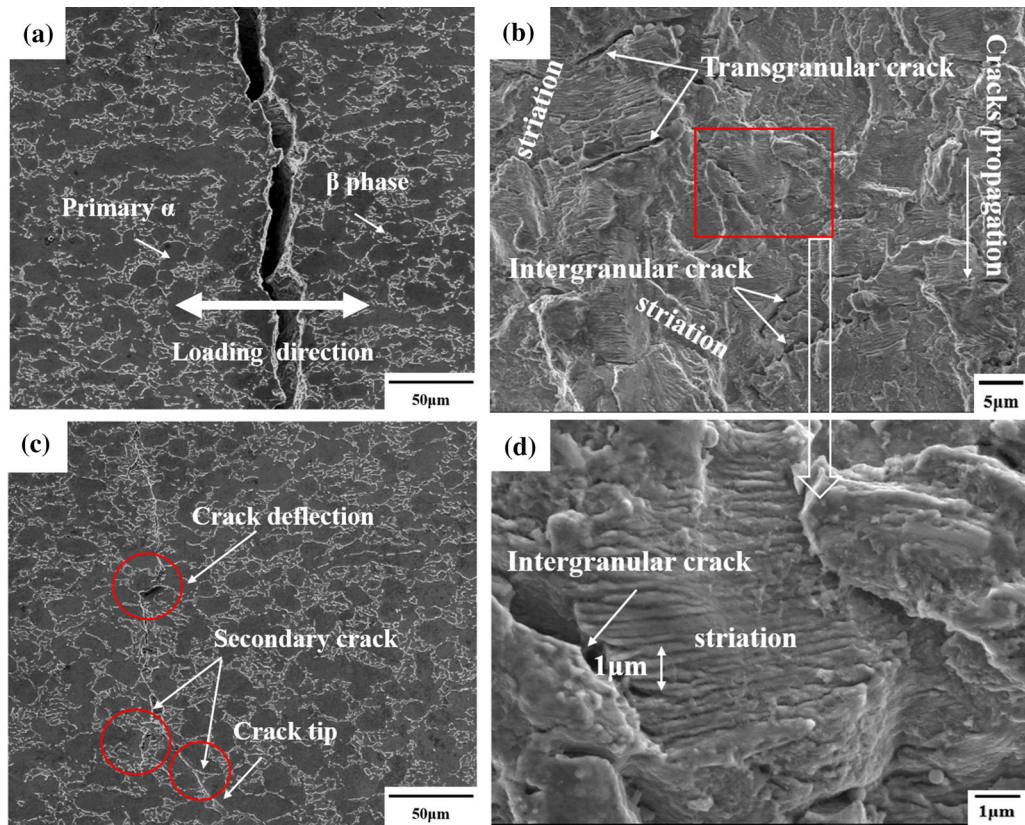 (a)
β phase
Primary α
Loading direction
50μm
(b)
Transgranular crack
striation
Cracks propagation
Intergranular crack
striation
5μm
(c)
Crack deflection
Secondary crack
Crack tip
50μm
(d)
Intergranular crack
striation
1μm
1μm